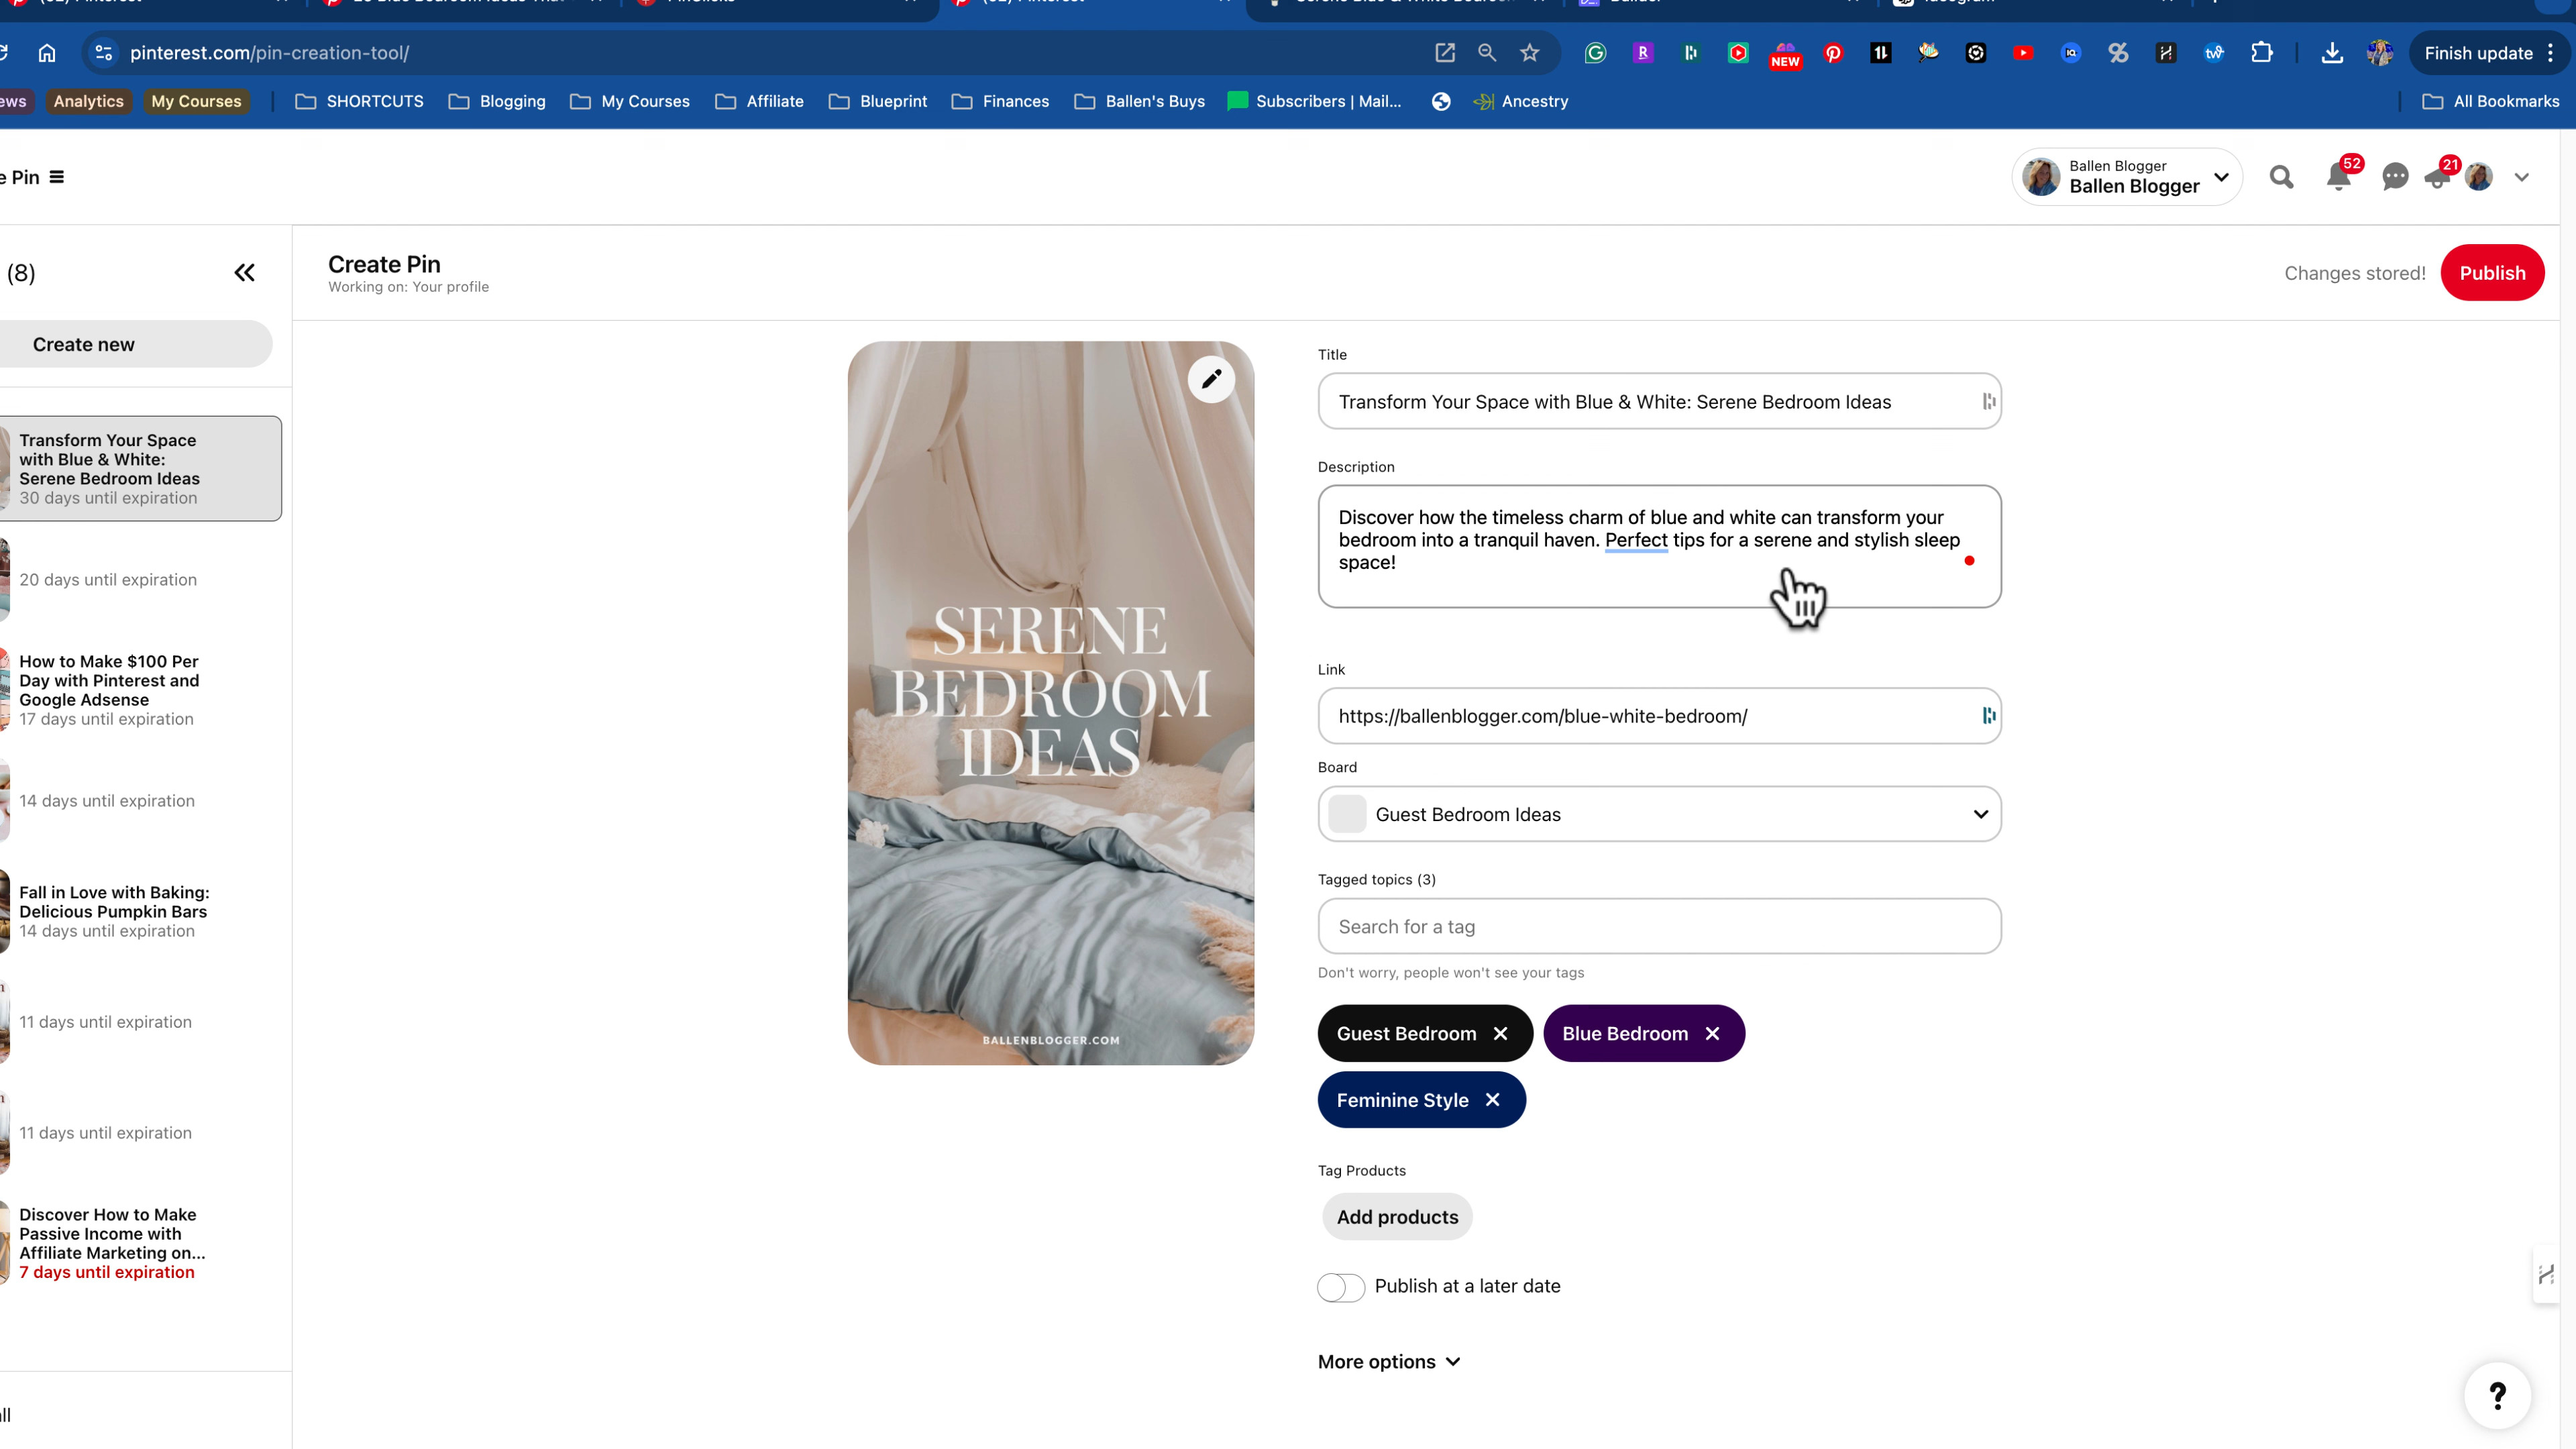 pinterest.com/pin-creation-tool/
NEW
Finish update
ews
Analytics
My Courses
SHORTCUTS
Blogging
My Courses
Affiliate
Blueprint
Finances
Ballen's Buys
Subscribers | Mail...
Ancestry
All Bookmarks
e Pin
Ballen Blogger
Ballen Blogger
52
21
(8)
Create Pin
Working on: Your profile
Changes stored!
Publish
Create new
Transform Your Space
with Blue & White:
Serene Bedroom Ideas
30 days until expiration
20 days until expiration
How to Make $100 Per
Day with Pinterest and
Google Adsense
17 days until expiration
14 days until expiration
Fall in Love with Baking:
Delicious Pumpkin Bars
14 days until expiration
11 days until expiration
11 days until expiration
Discover How to Make
Passive Income with
Affiliate Marketing on...
7 days until expiration
all
SERENE
BEDROOM
IDEAS
BALLENBLOGGER.COM
Title
Transform Your Space with Blue & White: Serene Bedroom Ideas
Description
Discover how the timeless charm of blue and white can transform your
bedroom into a tranquil haven. Perfect tips for a serene and stylish sleep
space!
Link
https://ballenblogger.com/blue-white-bedroom/
Board
Guest Bedroom Ideas
Tagged topics (3)
Search for a tag
Don't worry, people won't see your tags
Guest Bedroom
Blue Bedroom
Feminine Style
Tag Products
Add products
Publish at a later date
More options
?